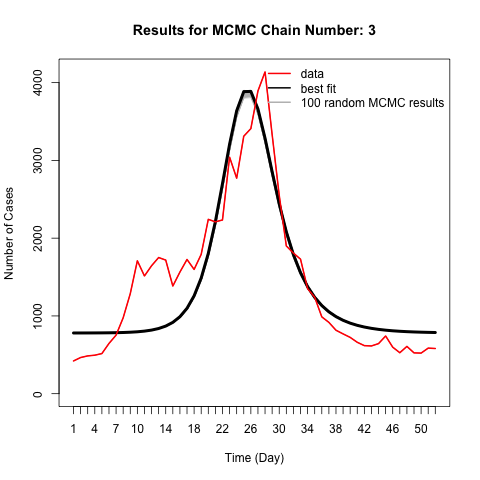 Results for MCMC Chain Number: 3
data
best fit
100 random MCMC results
Number of Cases
4000
3000
2000
1000
0
1 4 7 10 14 18 22 26 30 34 38 42 46 50
Time (Day)